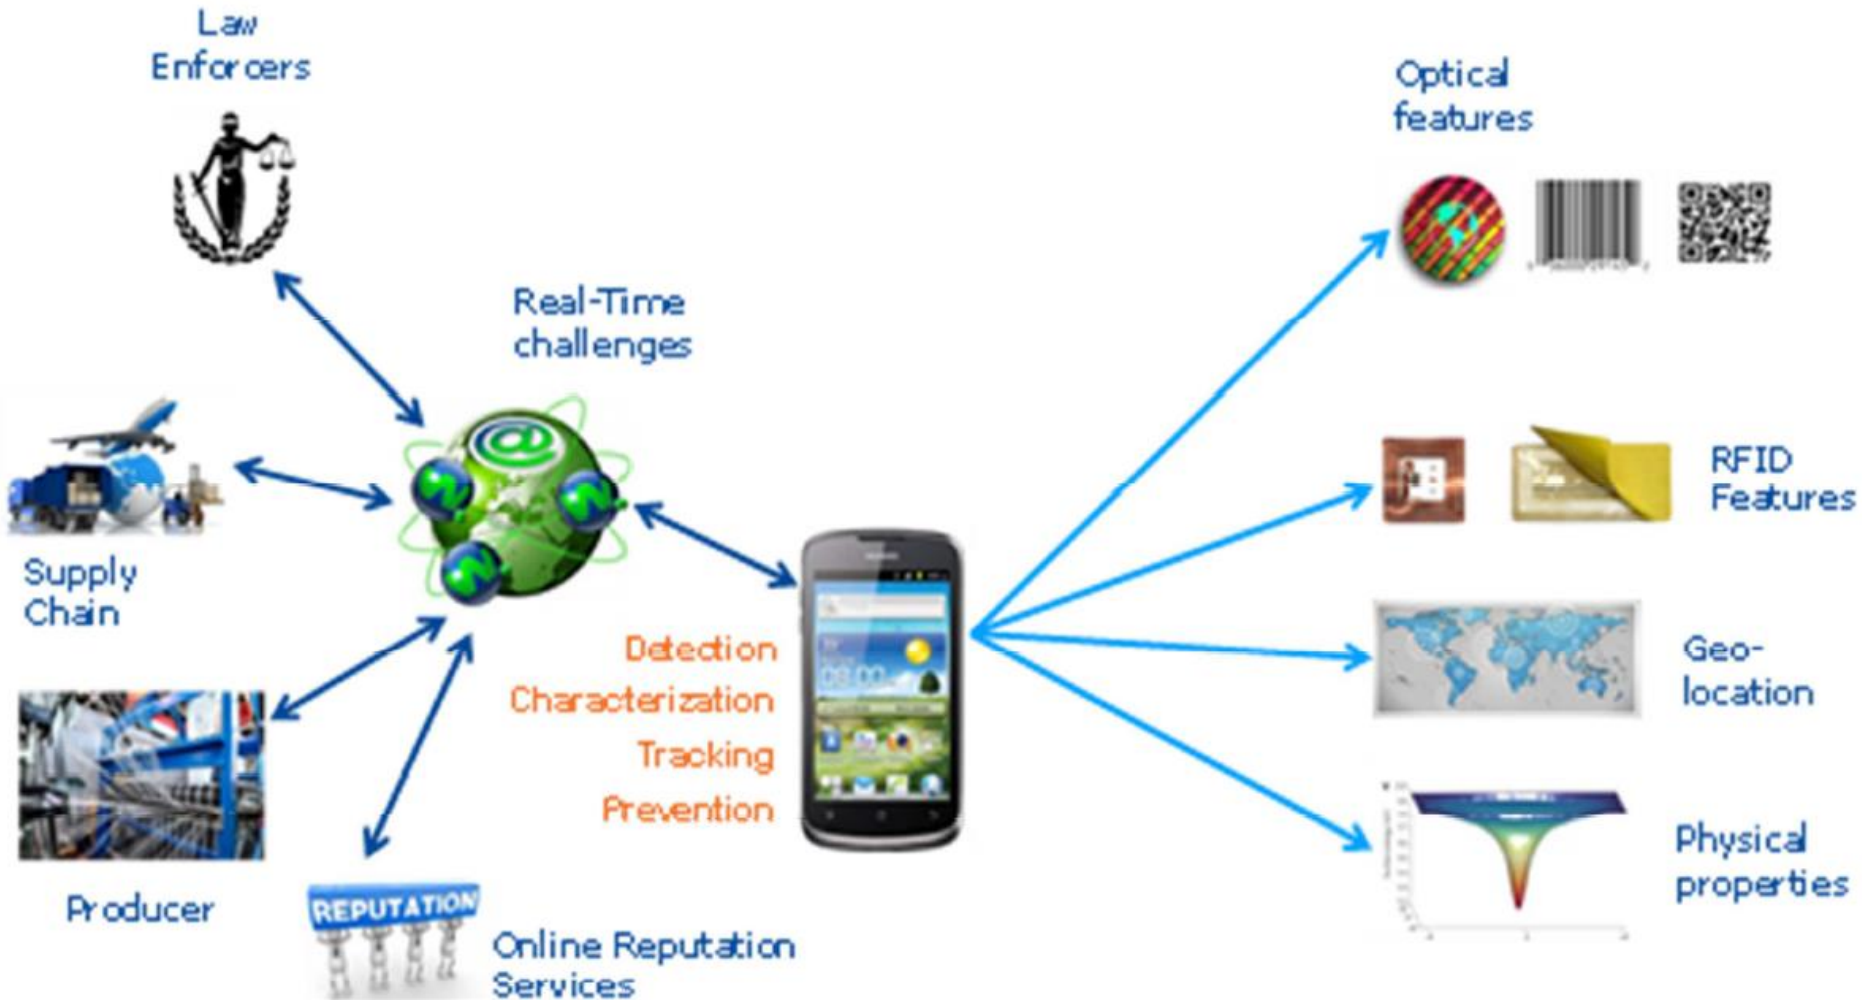 Law
Enforcers
Optical
features
Real-Time
challenges
@
RFID
Features
Supply
Chain
Detection
Characterization
Tracking
Prevention
Geo-
location
Producer
REPUTATION
Online Reputation
Services
Physical
properties